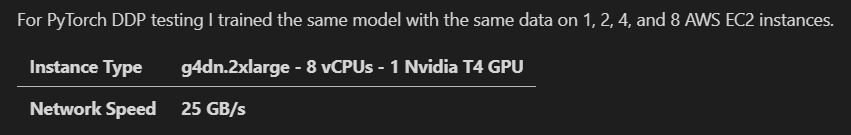 For PyTorch DDP testing I trained the same model with the same data on 1, 2, 4, and 8 AWS EC2 instances.
Instance Type g4dn.2xlarge - 8 vCPUs - 1 Nvidia T4 GPU
Network Speed 25 GB/s